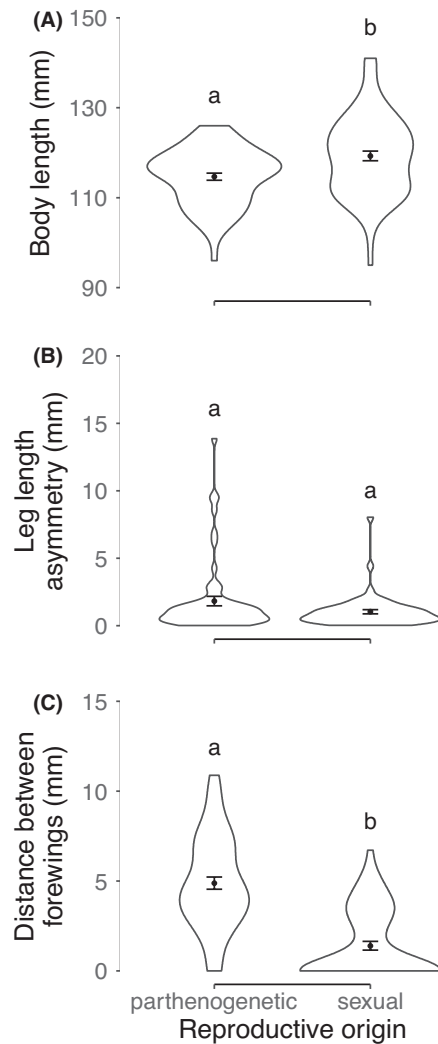 (A)
Body length (mm)
150
130
110
90
a
b
(B)
Leg length
asymmetry (mm)
20
15
10
5
0
a
a
(C)
Distance between
forewings (mm)
15
10
5
0
a
b
parthenogenetic
sexual
Reproductive origin